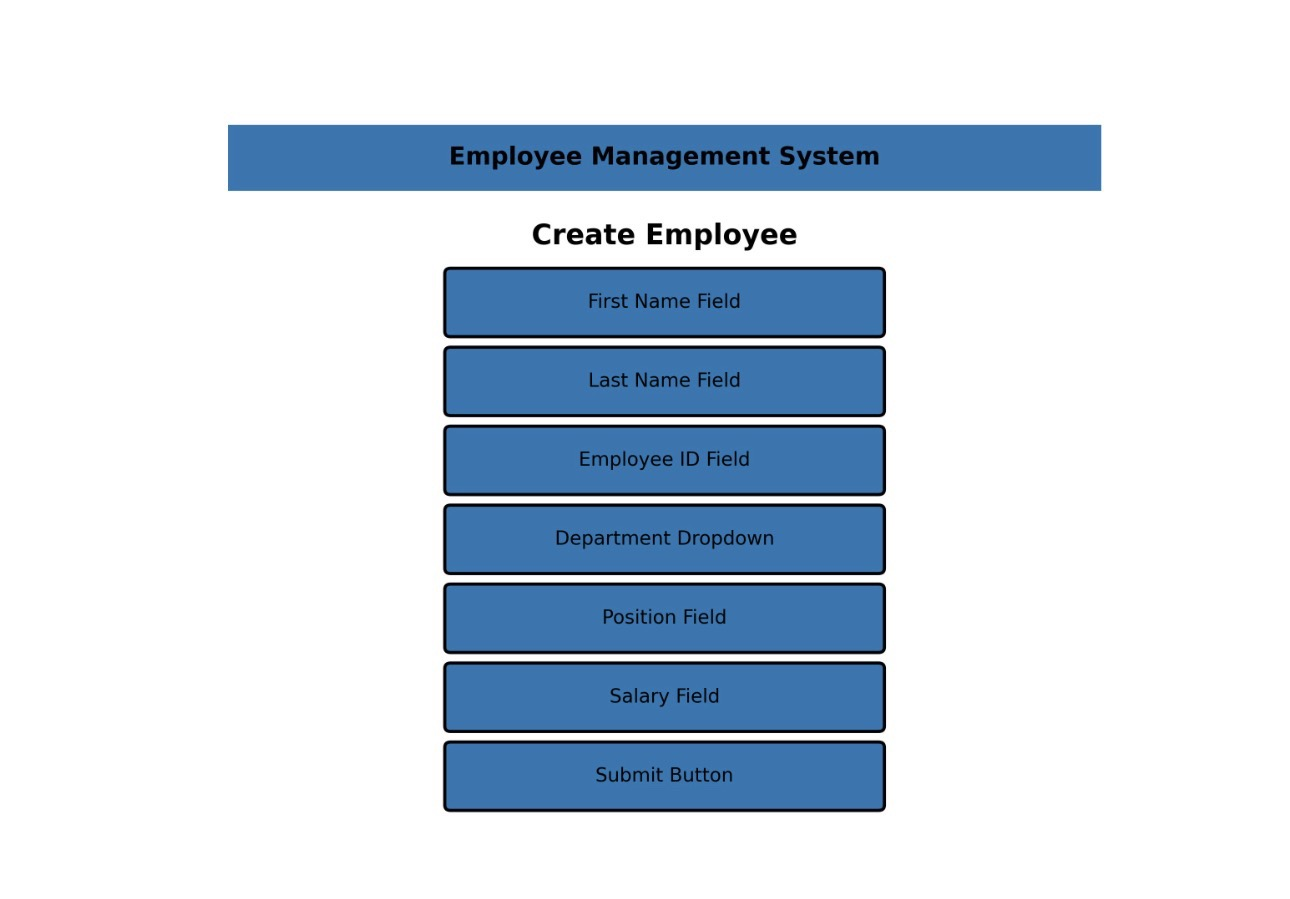 Employee Management System
Create Employee
First Name Field
Last Name Field
Employee ID Field
Department Dropdown
Position Field
Salary Field
Submit Button